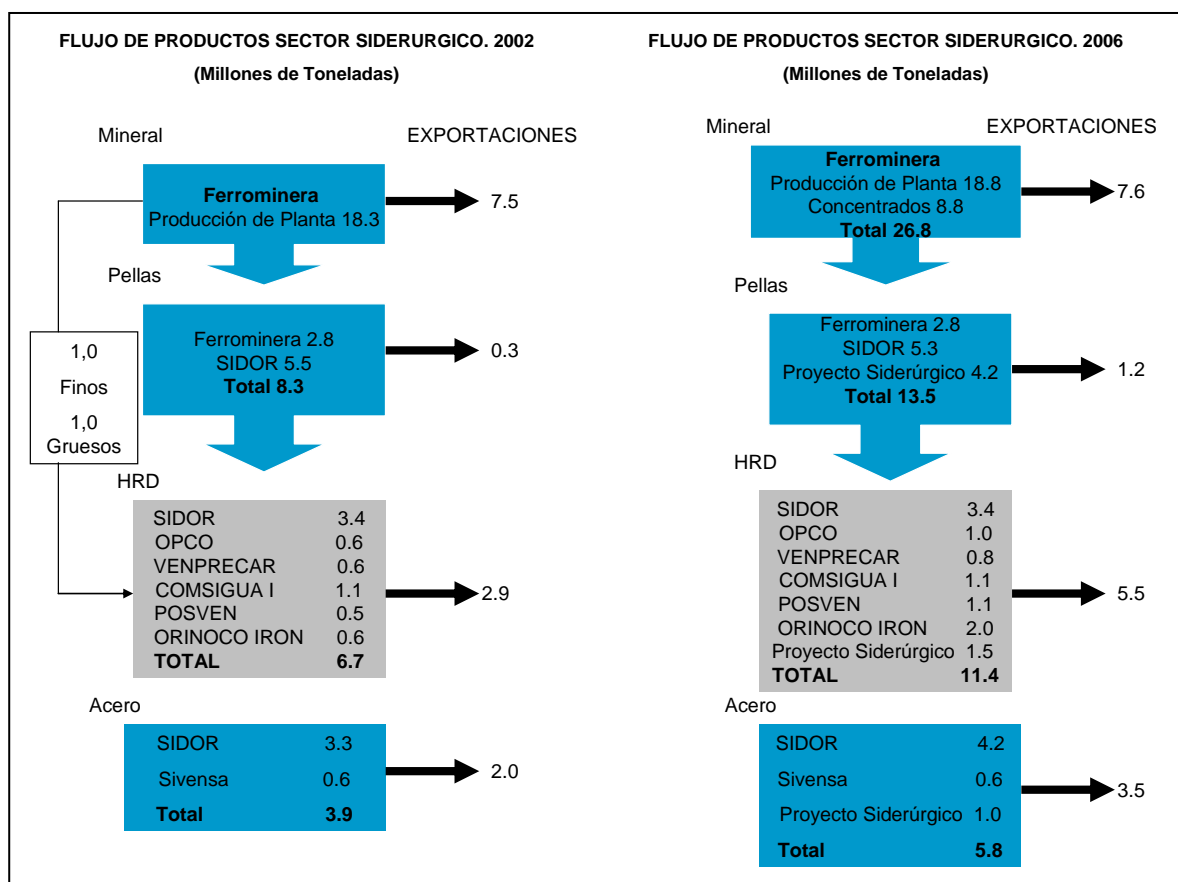 FLUJO DE PRODUCTOS SECTOR SIDERURGICO. 2002
(Millones de Toneladas)
Mineral
EXPORTACIONES
Ferrominera
Producción de Planta 18.3
7.5
Pellas
Ferrominera 2.8
SIDOR 5.5
Total 8.3
0.3
1,0
Finos
1,0
Gruesos
HRD
SIDOR 3.4
OPCO 0.6
VENPRECAR 0.6
COMSIGUA I 1.1
POSVEN 0.5
ORINOCO IRON 0.6
TOTAL 6.7
2.9
Acero
SIDOR 3.3
Sivensa 0.6
Total 3.9
2.0
FLUJO DE PRODUCTOS SECTOR SIDERURGICO. 2006
(Millones de Toneladas)
Mineral
EXPORTACIONES
Ferrominera
Producción de Planta 18.8
Concentrados 8.8
Total 26.8
7.6
Pellas
Ferrominera 2.8
SIDOR 5.3
Proyecto Siderúrgico 4.2
Total 13.5
1.2
HRD
SIDOR 3.4
OPCO 1.0
VENPRECAR 0.8
COMSIGUA I 1.1
POSVEN 1.1
ORINOCO IRON 2.0
Proyecto Siderúrgico 1.5
TOTAL 11.4
5.5
Acero
SIDOR 4.2
Sivensa 0.6
Proyecto Siderúrgico 1.0
Total 5.8
3.5